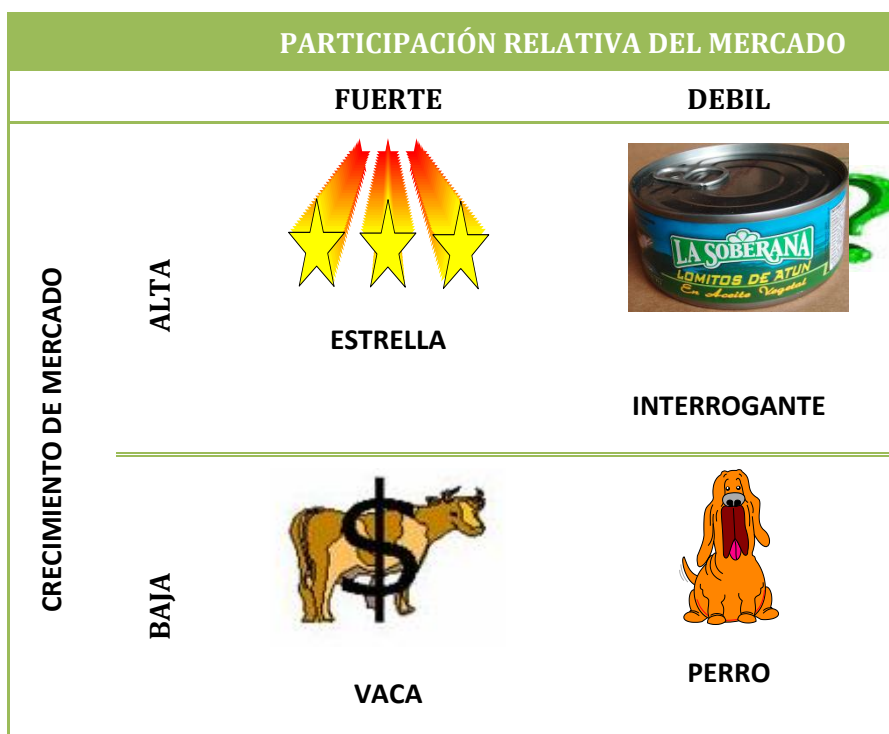 PARTICIPACIÓN RELATIVA DEL MERCADO
FUERTE DEBIL
CRECIMIENTO DE MERCADO
ALTA
LA SOBERANA
LOMITOS DE ATUN
En Aceite Vegetal
?
ESTRELLA
INTERROGANTE
BAJA
$
VACA
PERRO